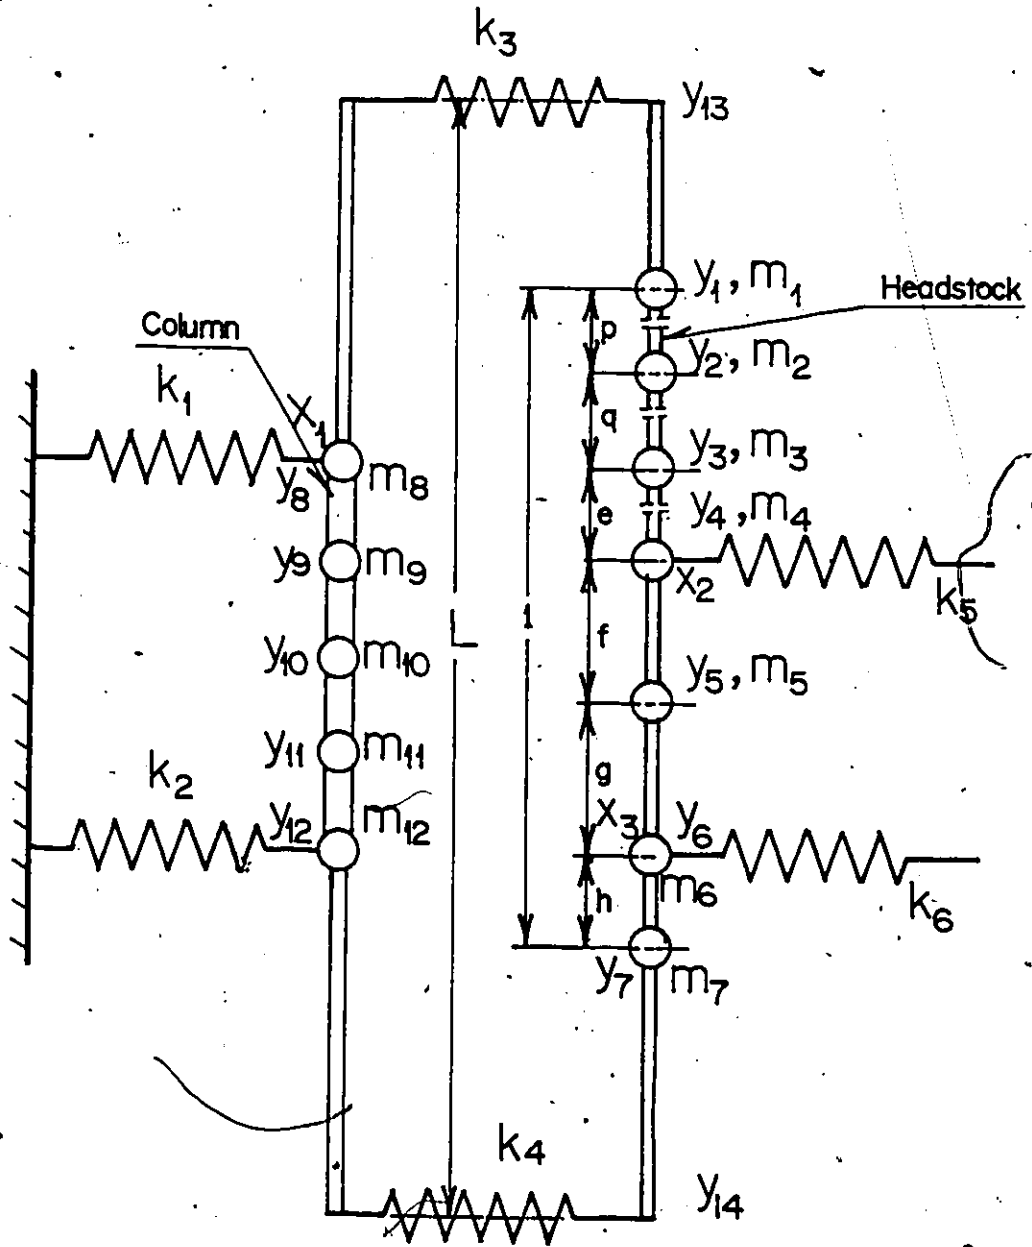 k3
y13
y1, m1
Headstock
p
Column
y2, m2
k1
q
x1
y3, m3
y8
m8
e
y4, m4
y9
m9
x2
k5
l
f
L
y10
m10
y5, m5
y11
m11
k2
g
y12
m12
x3
y6
m6
h
k6
y7
m7
k4
y14